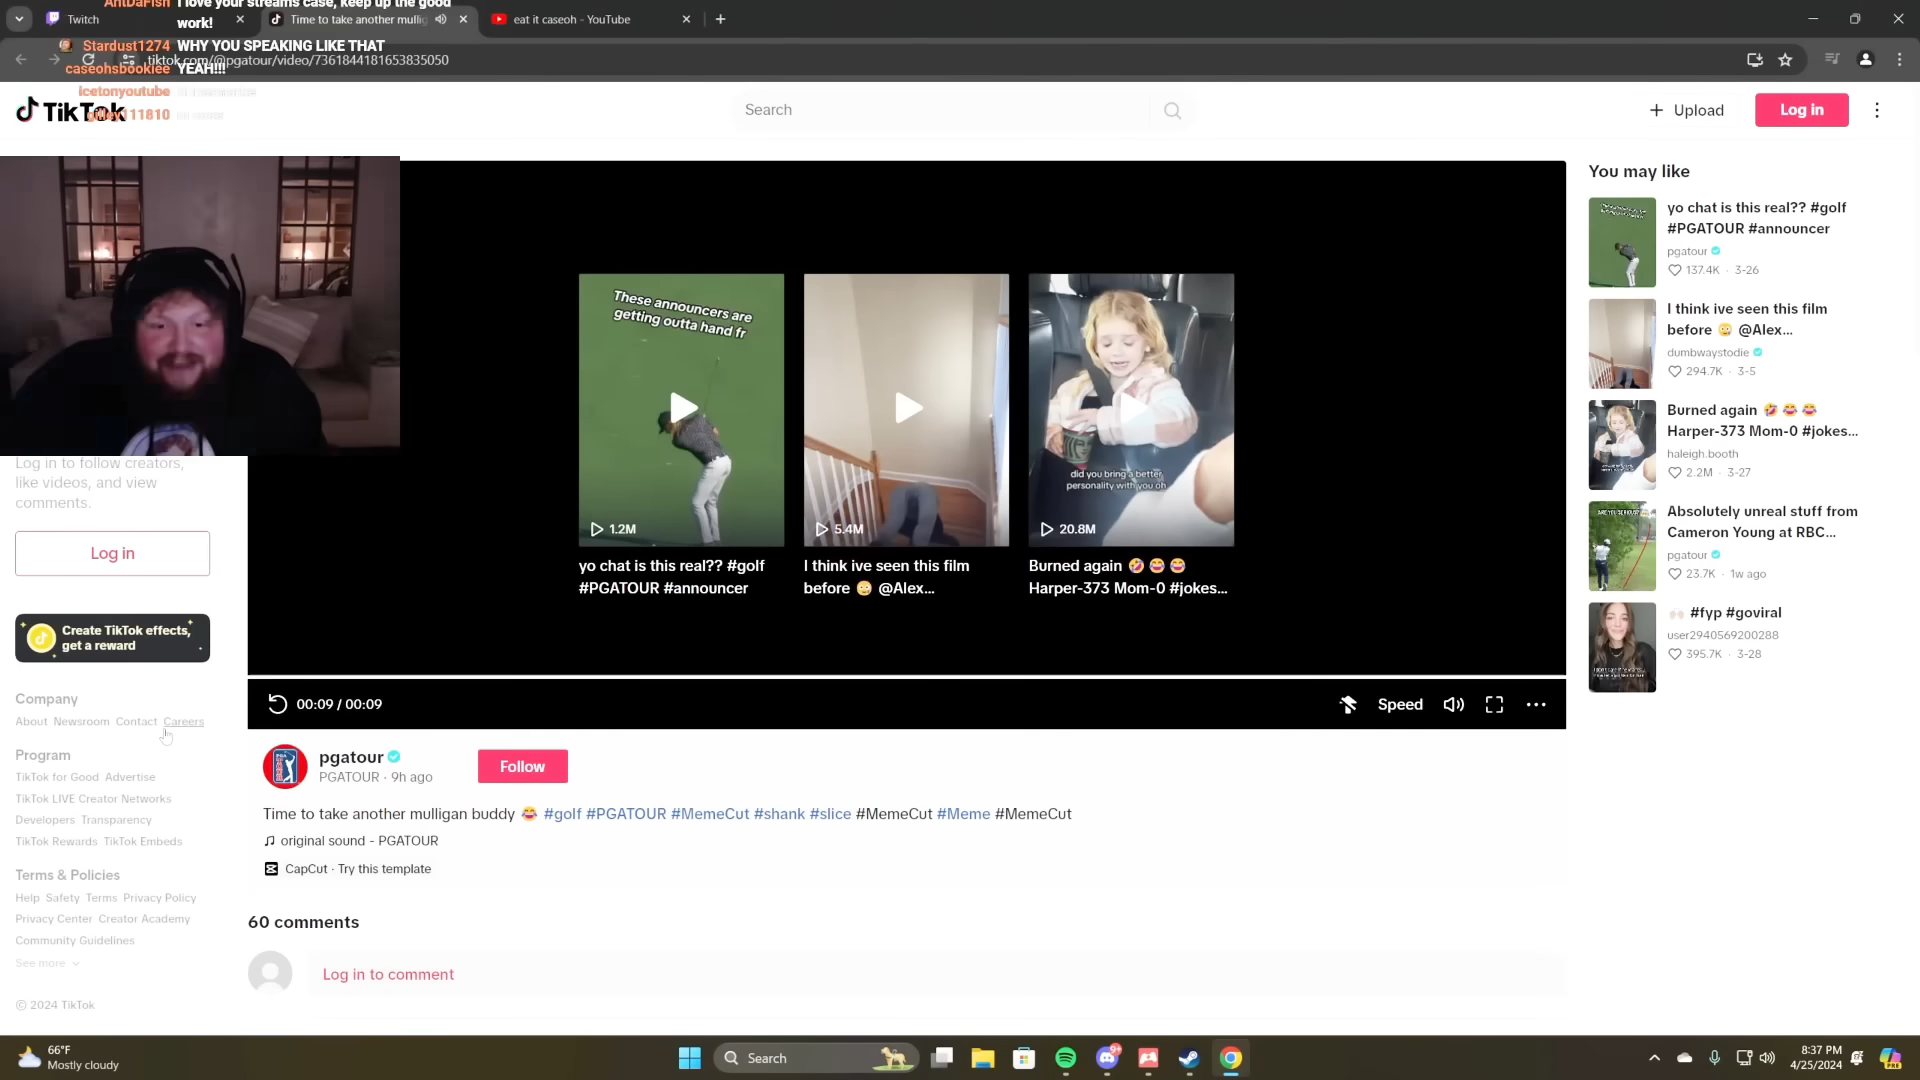 Twitch
Time to take another mullig
eat it caseoh - YouTube
AntDaFish I love your streams case, keep up the good work!
Stardust1274 WHY YOU SPEAKING LIKE THAT
tiktok.com/@pgatour/video/7361844181653835050
caseohsbookiee YEAH!!!
icetonyoutube
gilley111810
TikTok
Search
Upload
Log in
You may like
yo chat is this real?? #golf
#PGATOUR #announcer
pgatour
137.4K · 3-26
I think ive seen this film
before 😳 @Alex...
dumbwaystodie
294.7K · 3-5
Burned again 🤣 😂 😂
Harper-373 Mom-0 #jokes...
haleigh.booth
2.2M · 3-27
Absolutely unreal stuff from
Cameron Young at RBC...
pgatour
23.7K · 1w ago
🙌🏻 #fyp #goviral
user2940569200288
395.7K · 3-28
These announcers are
getting outta hand fr
did you bring a better
personality with you oh
1.2M
5.4M
20.8M
yo chat is this real?? #golf
#PGATOUR #announcer
I think ive seen this film
before 😳 @Alex...
Burned again 🤣 😂 😂
Harper-373 Mom-0 #jokes...
00:09 / 00:09
Speed
Log in to follow creators,
like videos, and view
comments.
Log in
Create TikTok effects,
get a reward
Company
About Newsroom Contact Careers
Program
TikTok for Good Advertise
TikTok LIVE Creator Networks
Developers Transparency
TikTok Rewards TikTok Embeds
Terms & Policies
Help Safety Terms Privacy Policy
Privacy Center Creator Academy
Community Guidelines
See more
© 2024 TikTok
pgatour
PGATOUR · 9h ago
Follow
Time to take another mulligan buddy 😂 #golf #PGATOUR #MemeCut #shank #slice #MemeCut #Meme #MemeCut
original sound - PGATOUR
CapCut · Try this template
60 comments
Log in to comment
66°F
Mostly cloudy
Search
9+
8:37 PM
4/25/2024
PRE